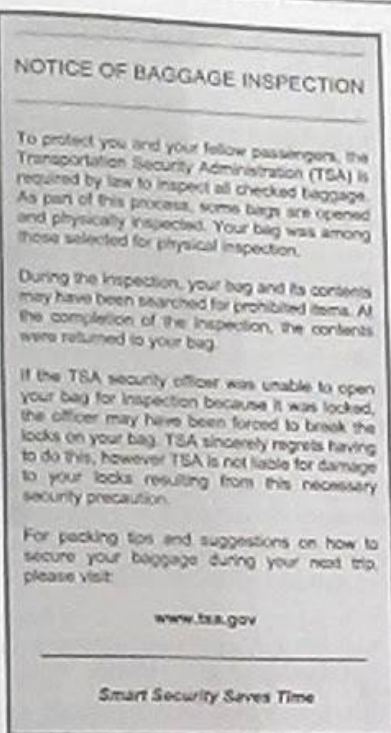 NOTICE OF BAGGAGE INSPECTION
To protect you and your fellow passengers, the
Transportation Security Administration (TSA) is
required by law to inspect all checked baggage.
As part of this process, some bags are opened
and physically inspected. Your bag was among
those selected for physical inspection.
During the inspection, your bag and its contents
may have been searched for prohibited items. At
the completion of the inspection, the contents
were returned to your bag.
If the TSA security officer was unable to open
your bag for inspection because it was locked,
the officer may have been forced to break the
locks on your bag. TSA sincerely regrets having
to do this, however TSA is not liable for damage
to your locks resulting from this necessary
security precaution.
For packing tips and suggestions on how to
secure your baggage during your next trip,
please visit:
www.tsa.gov
Smart Security Saves Time